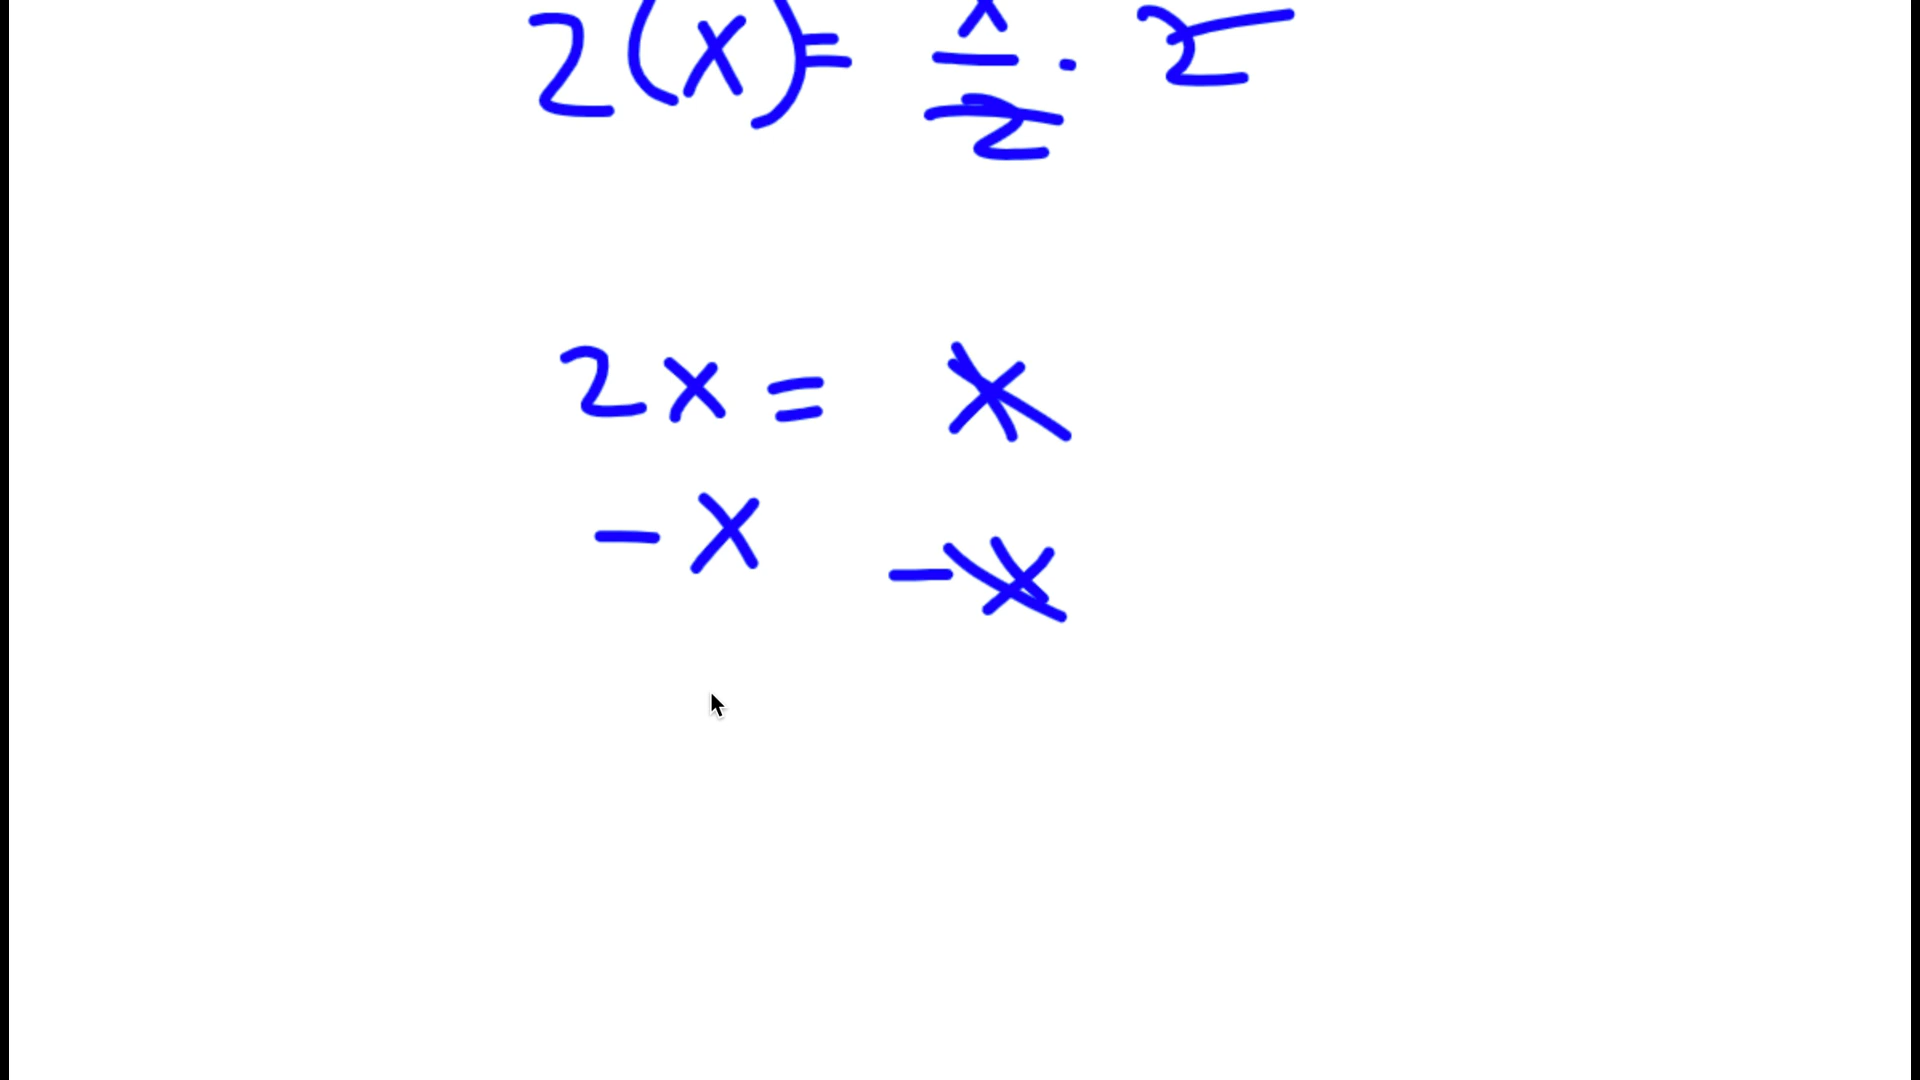 2(x) = x/2 · 2
2x = x
-x -x